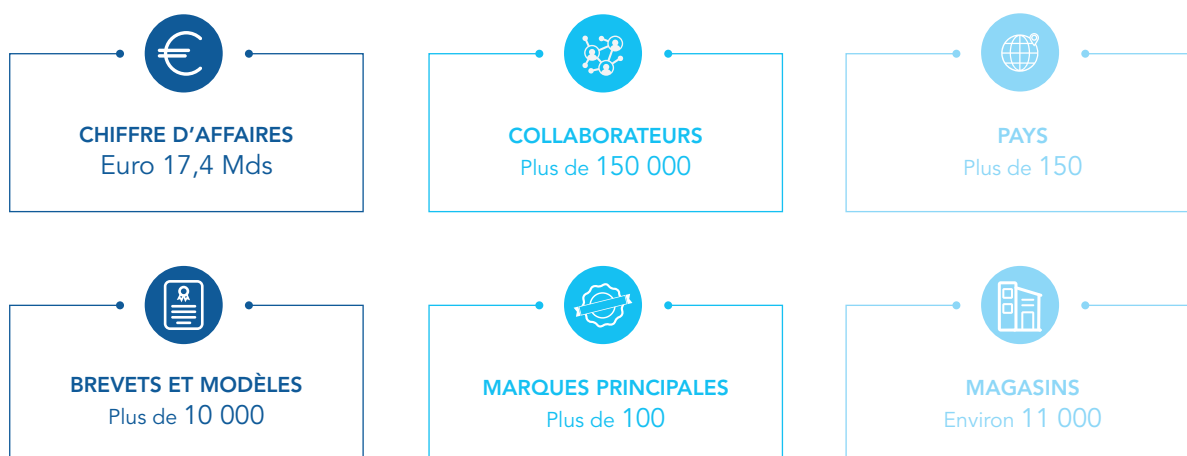 CHIFFRE D’AFFAIRES
Euro 17,4 Mds
COLLABORATEURS
Plus de 150 000
PAYS
Plus de 150
BREVETS ET MODÈLES
Plus de 10 000
MARQUES PRINCIPALES
Plus de 100
MAGASINS
Environ 11 000